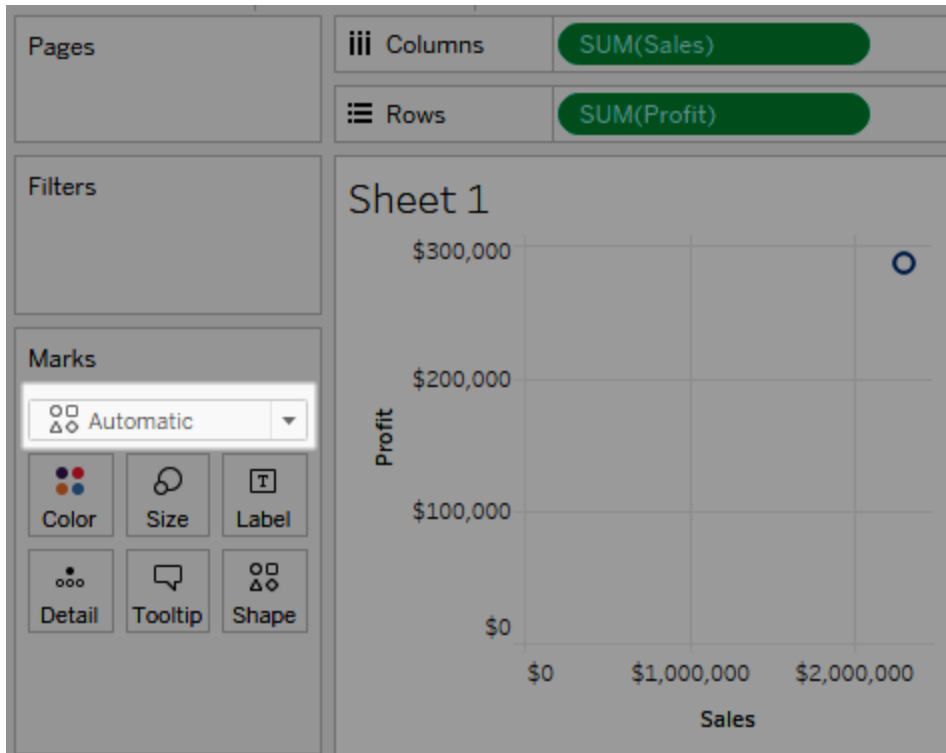 Pages
Columns SUM(Sales)
Rows SUM(Profit)
Filters
Sheet 1
Marks
Automatic
Color Size T Label
Detail Tooltip Shape
$300,000
$200,000
$100,000
$0
Profit
$0 $1,000,000 $2,000,000
Sales